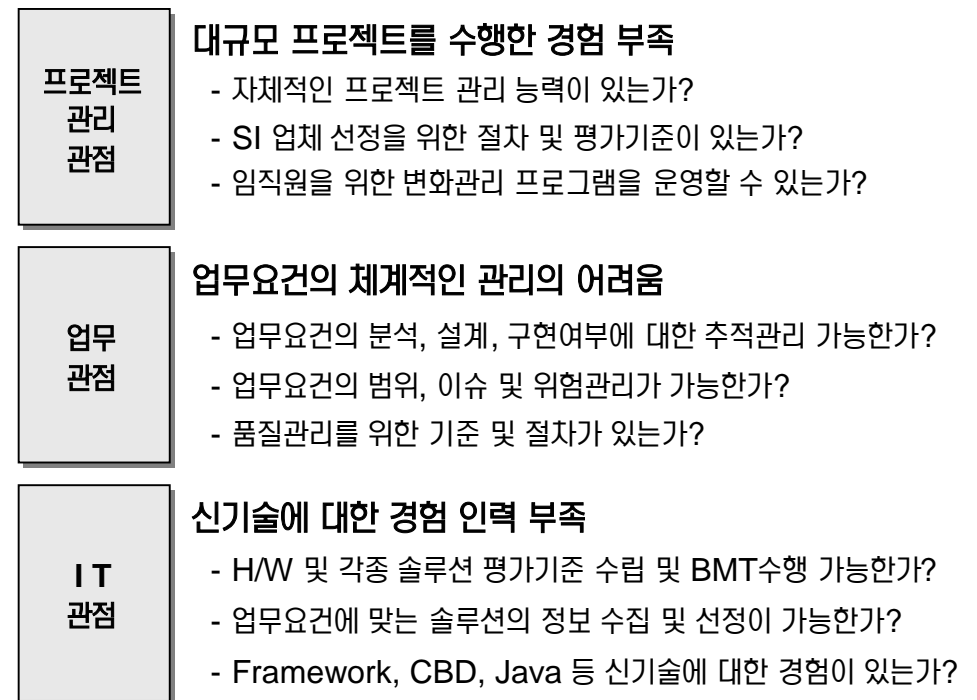 프로젝트
관리
관점
대규모 프로젝트를 수행한 경험 부족
- 자체적인 프로젝트 관리 능력이 있는가?
- SI 업체 선정을 위한 절차 및 평가기준이 있는가?
- 임직원을 위한 변화관리 프로그램을 운영할 수 있는가?
업무
관점
업무요건의 체계적인 관리의 어려움
- 업무요건의 분석, 설계, 구현여부에 대한 추적관리 가능한가?
- 업무요건의 범위, 이슈 및 위험관리가 가능한가?
- 품질관리를 위한 기준 및 절차가 있는가?
I T
관점
신기술에 대한 경험 인력 부족
- H/W 및 각종 솔루션 평가기준 수립 및 BMT수행 가능한가?
- 업무요건에 맞는 솔루션의 정보 수집 및 선정이 가능한가?
- Framework, CBD, Java 등 신기술에 대한 경험이 있는가?